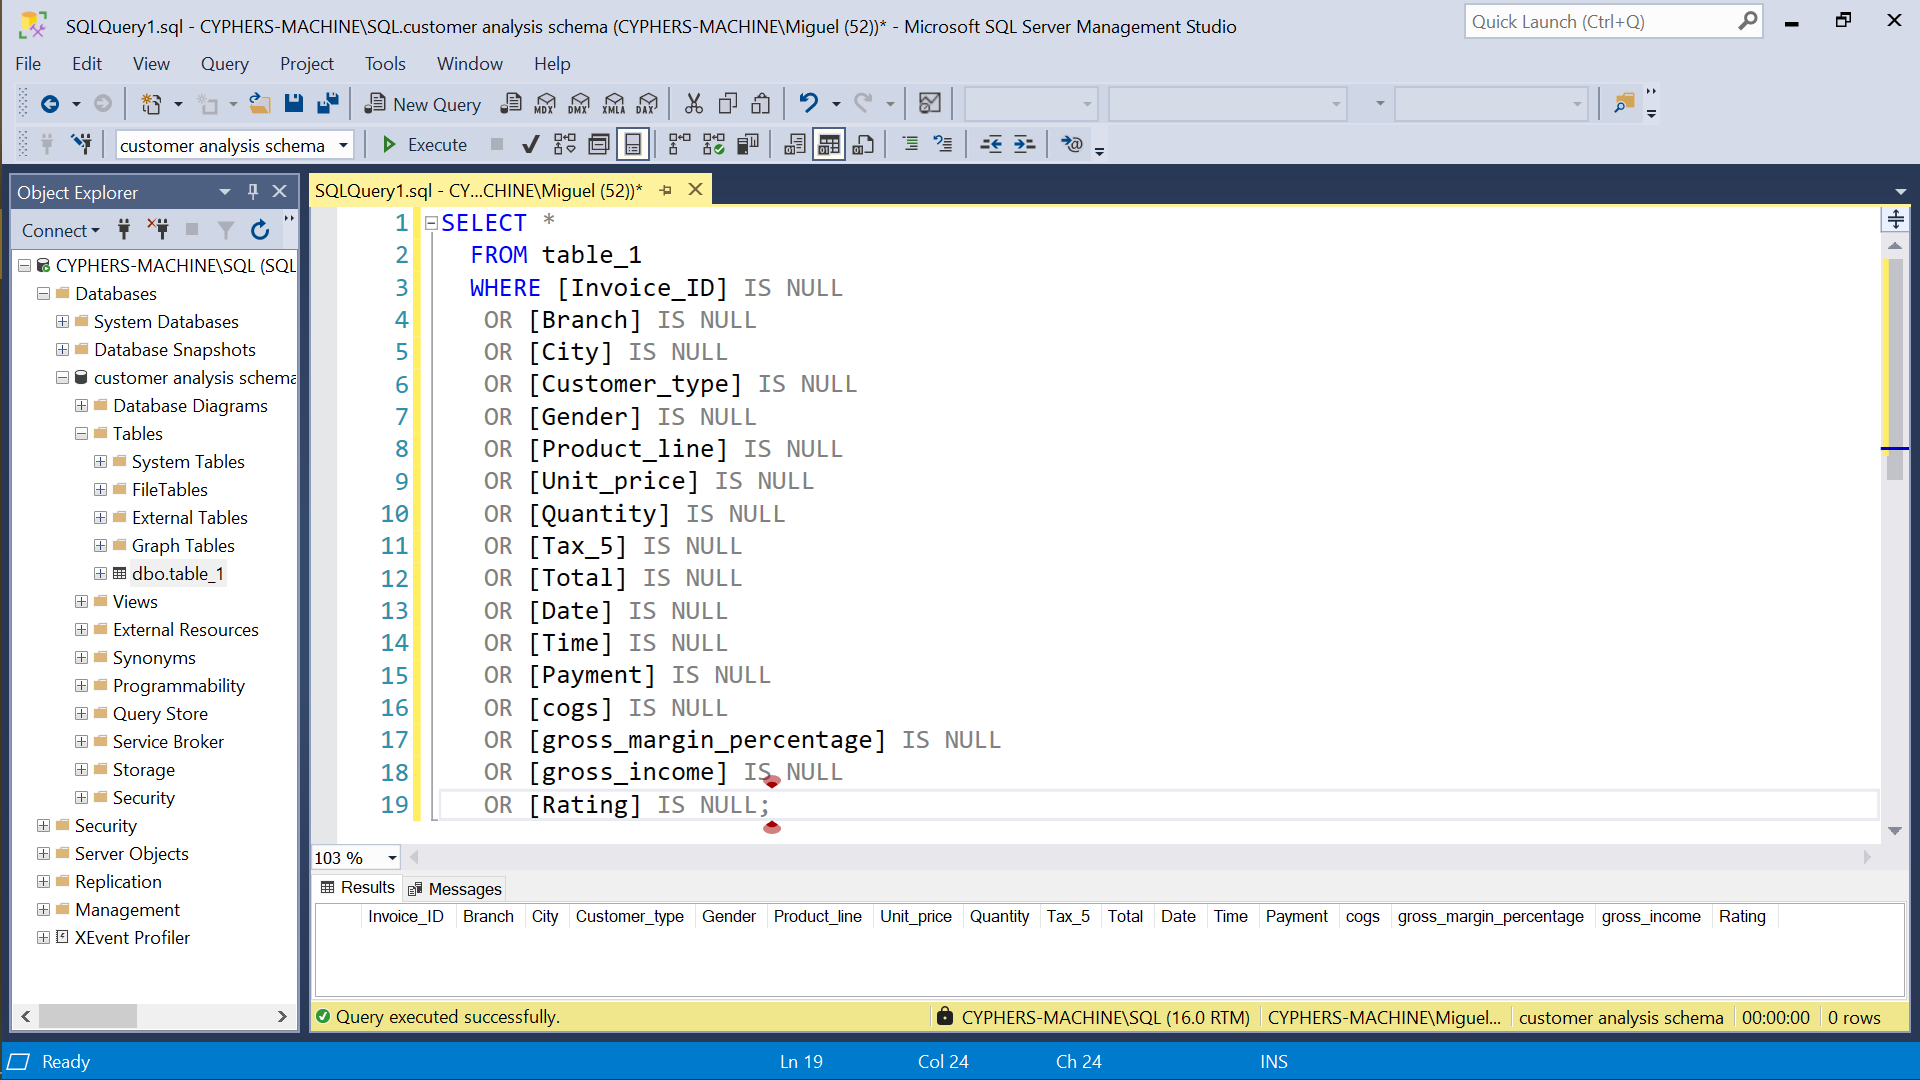 SQLQuery1.sql - CYPHERS-MACHINE\SQL.customer analysis schema (CYPHERS-MACHINE\Miguel (52))* - Microsoft SQL Server Management Studio
Quick Launch (Ctrl+Q)
File Edit View Query Project Tools Window Help
New Query MDX DMX XMLA DAX
customer analysis schema Execute
Object Explorer
Connect
CYPHERS-MACHINE\SQL (SQL
Databases
System Databases
Database Snapshots
customer analysis schema
Database Diagrams
Tables
System Tables
FileTables
External Tables
Graph Tables
dbo.table_1
Views
External Resources
Synonyms
Programmability
Query Store
Service Broker
Storage
Security
Security
Server Objects
Replication
Management
XEvent Profiler
SQLQuery1.sql - CY...CHINE\Miguel (52))*
1 SELECT *
2 FROM table_1
3 WHERE [Invoice_ID] IS NULL
4 OR [Branch] IS NULL
5 OR [City] IS NULL
6 OR [Customer_type] IS NULL
7 OR [Gender] IS NULL
8 OR [Product_line] IS NULL
9 OR [Unit_price] IS NULL
10 OR [Quantity] IS NULL
11 OR [Tax_5] IS NULL
12 OR [Total] IS NULL
13 OR [Date] IS NULL
14 OR [Time] IS NULL
15 OR [Payment] IS NULL
16 OR [cogs] IS NULL
17 OR [gross_margin_percentage] IS NULL
18 OR [gross_income] IS NULL
19 OR [Rating] IS NULL;
103 %
Results Messages
Invoice_ID Branch City Customer_type Gender Product_line Unit_price Quantity Tax_5 Total Date Time Payment cogs gross_margin_percentage gross_income Rating
Query executed successfully. CYPHERS-MACHINE\SQL (16.0 RTM) CYPHERS-MACHINE\Miguel... customer analysis schema 00:00:00 0 rows
Ready Ln 19 Col 24 Ch 24 INS